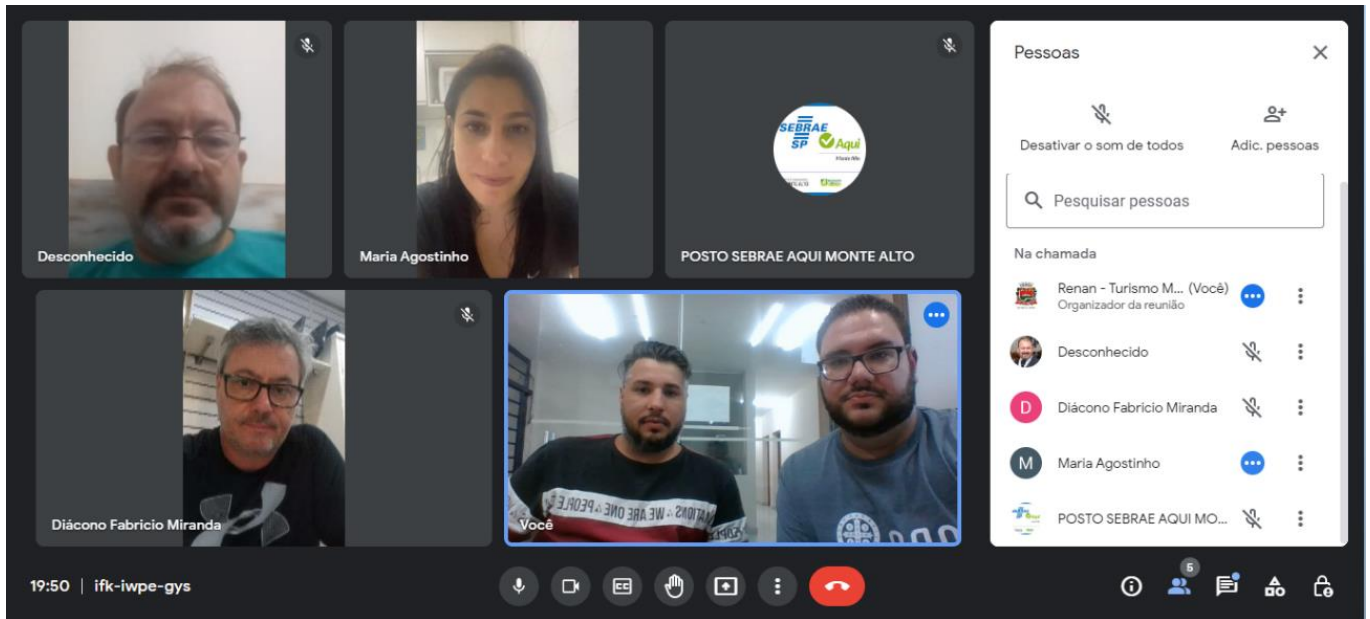 Desconhecido
Maria Agostinho
SEBRAE
SP
Aqui
POSTO SEBRAE AQUI MONTE ALTO
Diácono Fabricio Miranda
Você
Pessoas
Desativar o som de todos
Adic. pessoas
Pesquisar pessoas
Na chamada
Renan - Turismo M... (Você)
Organizador da reunião
Desconhecido
D
Diácono Fabricio Miranda
M
Maria Agostinho
POSTO SEBRAE AQUI MO...
19:50 | ifk-iwpe-gys
CC
5